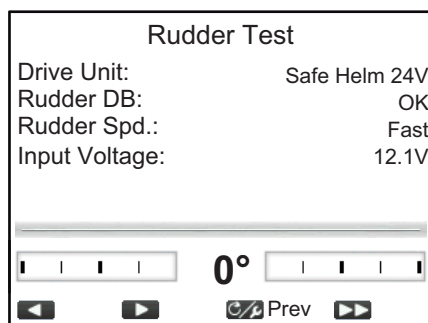 Rudder Test
Drive Unit: Safe Helm 24V
Rudder DB: OK
Rudder Spd.: Fast
Input Voltage: 12.1V
0°
Prev